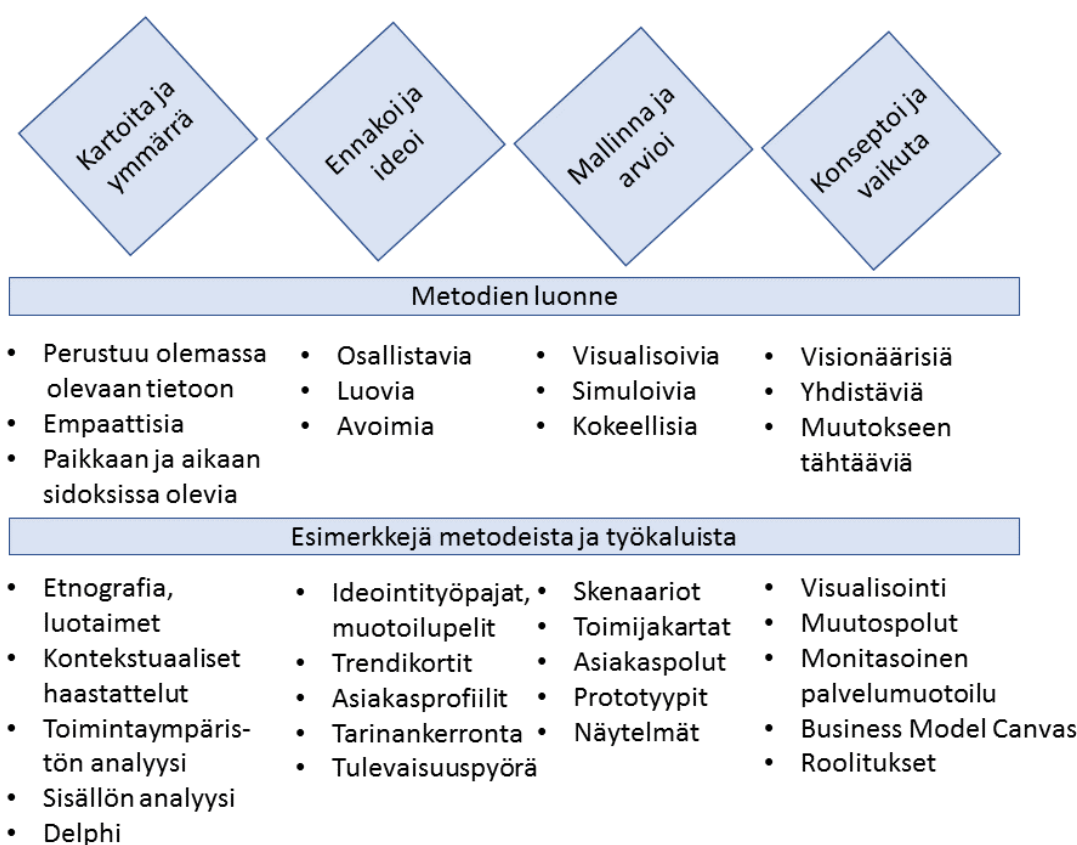 Kartoita ja
ymmärrä
Ennakoi ja
ideoi
Mallinna ja
arvioi
Konseptoi ja
vaikuta
Metodien luonne
• Perustuu olemassa
olevaan tietoon
• Empaattisia
• Paikkaan ja aikaan
sidoksissa olevia
• Osallistavia
• Luovia
• Avoimia
• Visualisoivia
• Simuloivia
• Kokeellisia
• Visionäärisiä
• Yhdistäviä
• Muutokseen
tähtääviä
Esimerkkejä metodeista ja työkaluista
• Etnografia,
luotaimet
• Kontekstuaaliset
haastattelut
• Toimintaympäris-
tön analyysi
• Sisällön analyysi
• Delphi
• Ideointityöpajat,
muotoilupelit
• Trendikortit
• Asiakasprofiilit
• Tarinankerronta
• Tulevaisuuspyörä
• Skenaariot
• Toimijakartat
• Asiakaspolut
• Prototyypit
• Näytelmät
• Visualisointi
• Muutospolut
• Monitasoinen
palvelumuotoilu
• Business Model Canvas
• Roolitukset